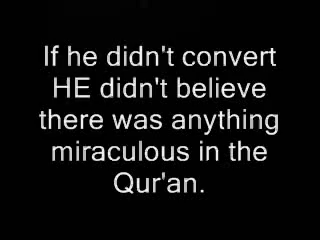 If he didn't convert
HE didn't believe
there was anything
miraculous in the
Qur'an.